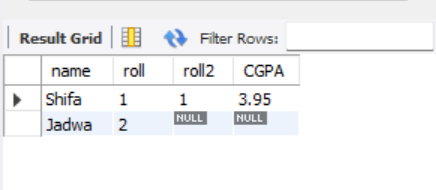 Result Grid Filter Rows:
name roll roll2 CGPA
Shifa 1 1 3.95
Jadwa 2 NULL NULL